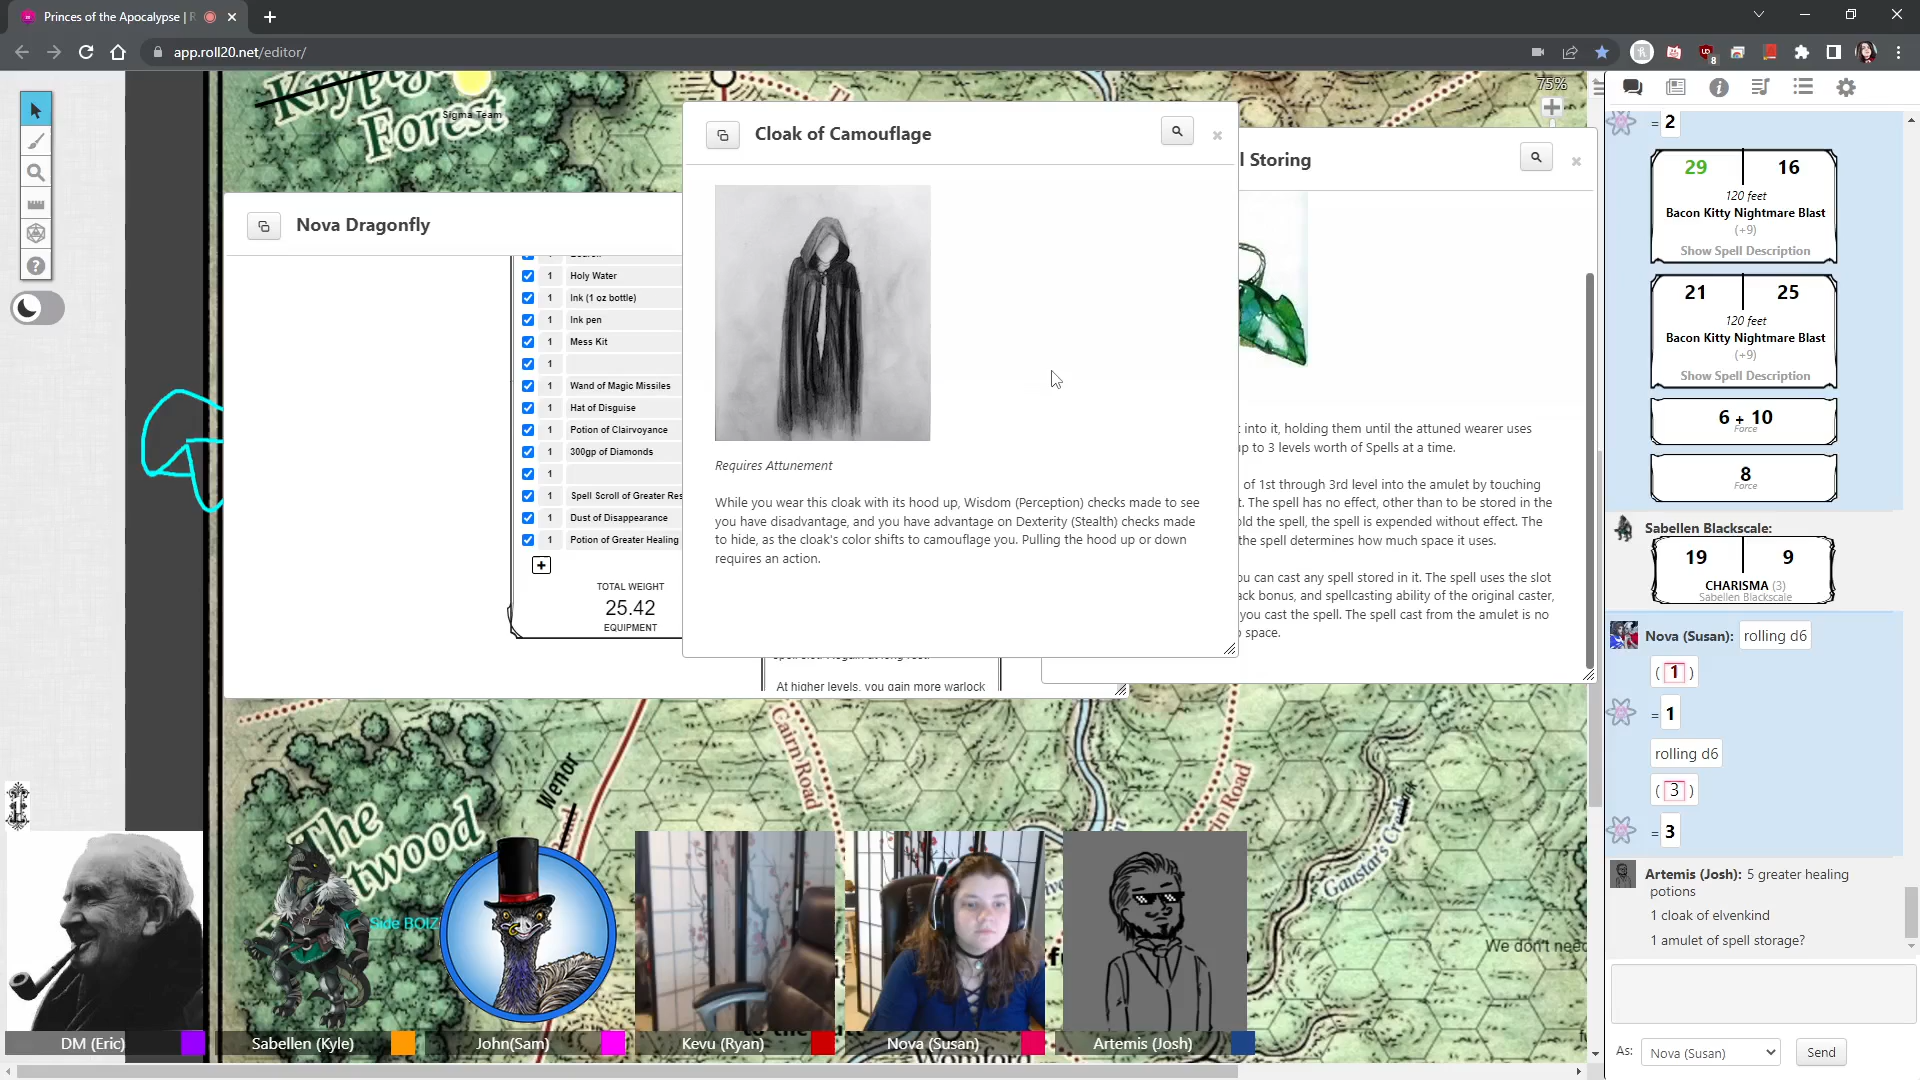 Princes of the Apocalypse | R
app.roll20.net/editor/
8
Forest
Sigma Team
75%
Cloak of Camouflage
l Storing
Nova Dragonfly
1 Holy Water
1 Ink (1 oz bottle)
1 Ink pen
1 Mess Kit
1
1 Wand of Magic Missiles
1 Hat of Disguise
1 Potion of Clairvoyance
1 300gp of Diamonds
1
1 Spell Scroll of Greater Res
1 Dust of Disappearance
1 Potion of Greater Healing
TOTAL WEIGHT
25.42
EQUIPMENT
Requires Attunement
While you wear this cloak with its hood up, Wisdom (Perception) checks made to see
you have disadvantage, and you have advantage on Dexterity (Stealth) checks made
to hide, as the cloak's color shifts to camouflage you. Pulling the hood up or down
requires an action.
At higher levels, you gain more warlock
into it, holding them until the attuned wearer uses
up to 3 levels worth of Spells at a time.
of 1st through 3rd level into the amulet by touching
t. The spell has no effect, other than to be stored in the
old the spell, the spell is expended without effect. The
the spell determines how much space it uses.
ou can cast any spell stored in it. The spell uses the slot
ack bonus, and spellcasting ability of the original caster,
you cast the spell. The spell cast from the amulet is no
space.
= 2
29 16
120 feet
Bacon Kitty Nightmare Blast
(+9)
Show Spell Description
21 25
120 feet
Bacon Kitty Nightmare Blast
(+9)
Show Spell Description
6 + 10
Force
8
Force
Sabellen Blackscale:
19 9
CHARISMA (3)
Sabellen Blackscale
Nova (Susan): rolling d6
( 1 )
= 1
rolling d6
( 3 )
= 3
Artemis (Josh): 5 greater healing
potions
1 cloak of elvenkind
1 amulet of spell storage?
As: Nova (Susan) Send
The
twood
Side BOIZ
Cairn Road
Road
We don't need
DM (Eric)
Sabellen (Kyle)
John(Sam)
Kevu (Ryan)
Nova (Susan)
Artemis (Josh)